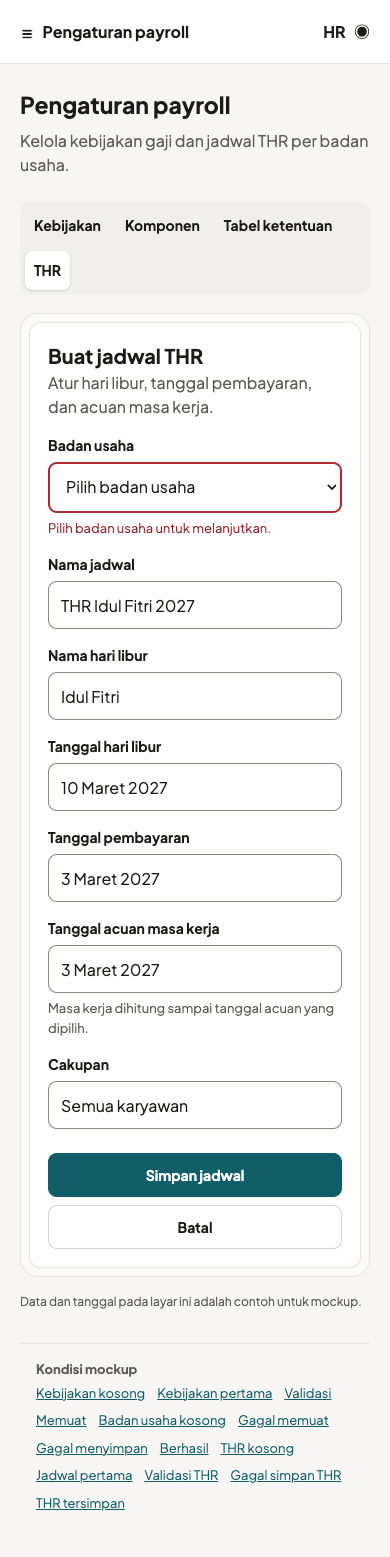 ≡ Pengaturan payroll HR ◉
Pengaturan payroll
Kelola kebijakan gaji dan jadwal THR per badan
usaha.
Kebijakan Komponen Tabel ketentuan
THR
Buat jadwal THR
Atur hari libur, tanggal pembayaran,
dan acuan masa kerja.
Badan usaha
Pilih badan usaha
Pilih badan usaha untuk melanjutkan.
Nama jadwal
THR Idul Fitri 2027
Nama hari libur
Idul Fitri
Tanggal hari libur
10 Maret 2027
Tanggal pembayaran
3 Maret 2027
Tanggal acuan masa kerja
3 Maret 2027
Masa kerja dihitung sampai tanggal acuan yang
dipilih.
Cakupan
Semua karyawan
Simpan jadwal
Batal
Data dan tanggal pada layar ini adalah contoh untuk mockup.
Kondisi mockup
Kebijakan kosong Kebijakan pertama Validasi
Memuat Badan usaha kosong Gagal memuat
Gagal menyimpan Berhasil THR kosong
Jadwal pertama Validasi THR Gagal simpan THR
THR tersimpan